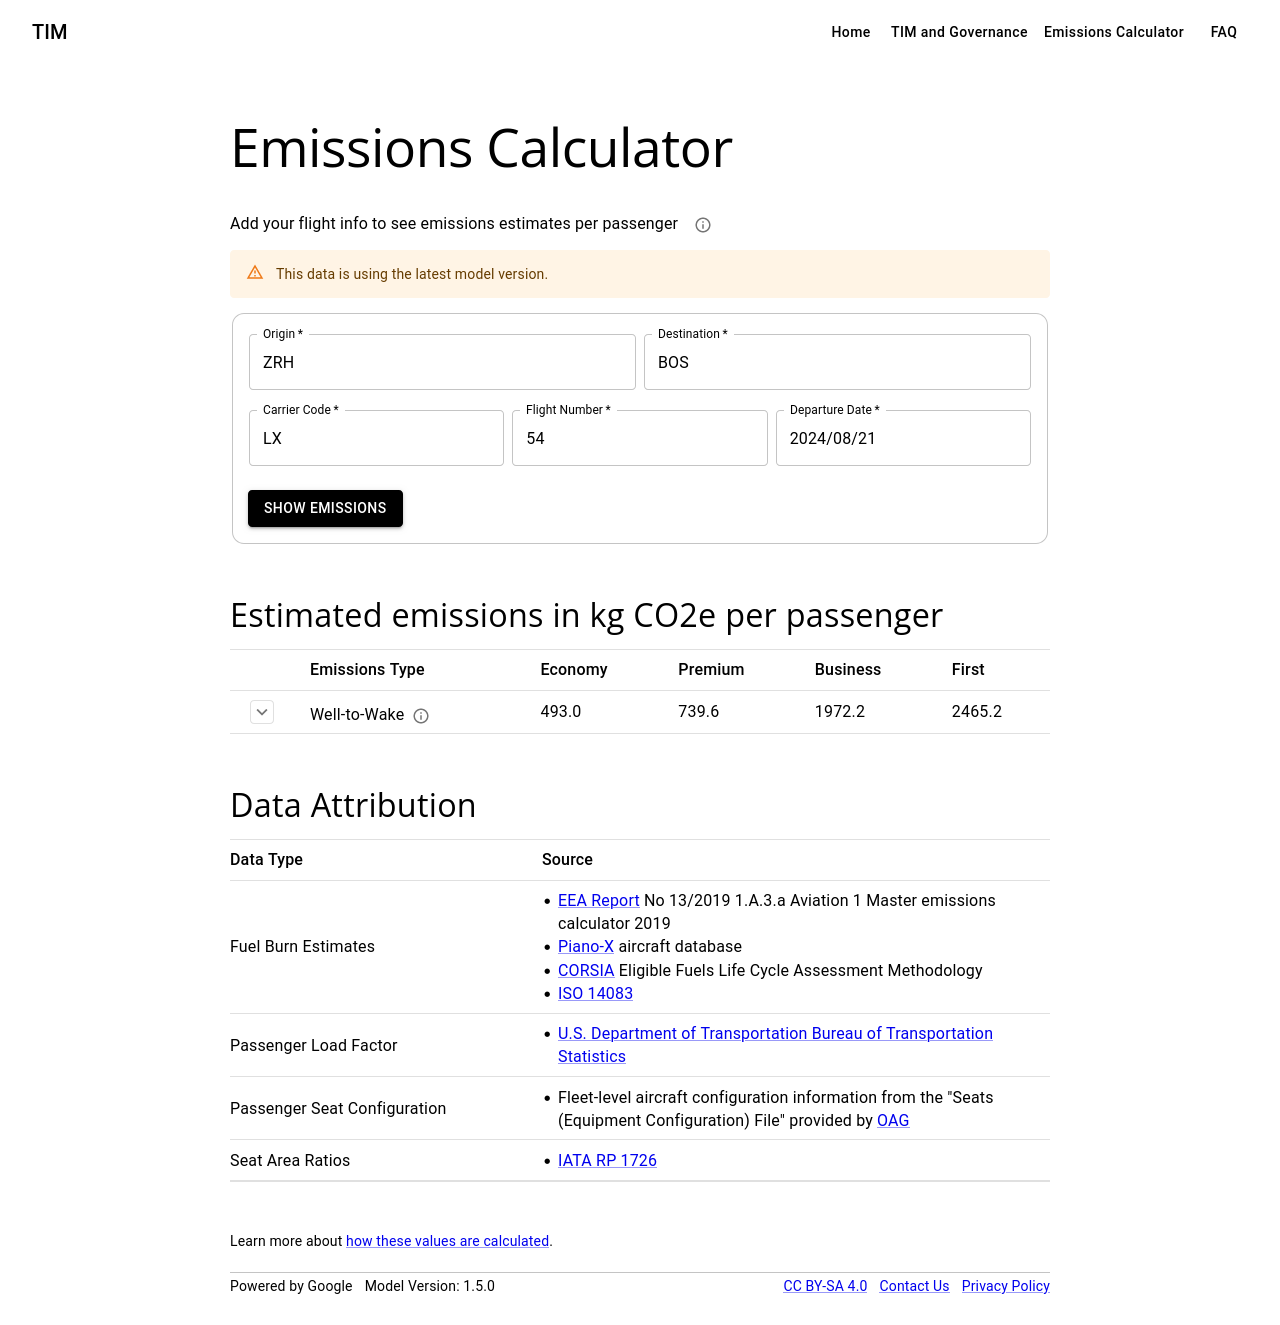 TIM
Home TIM and Governance Emissions Calculator FAQ
Emissions Calculator
Add your flight info to see emissions estimates per passenger
This data is using the latest model version.
Origin * Destination *
ZRH BOS
Carrier Code * Flight Number * Departure Date *
LX 54 2024/08/21
SHOW EMISSIONS
Estimated emissions in kg CO2e per passenger
Emissions Type Economy Premium Business First
Well-to-Wake 493.0 739.6 1972.2 2465.2
Data Attribution
Data Type Source
Fuel Burn Estimates
• EEA Report No 13/2019 1.A.3.a Aviation 1 Master emissions
calculator 2019
• Piano-X aircraft database
• CORSIA Eligible Fuels Life Cycle Assessment Methodology
• ISO 14083
Passenger Load Factor
• U.S. Department of Transportation Bureau of Transportation
Statistics
Passenger Seat Configuration
• Fleet-level aircraft configuration information from the "Seats
(Equipment Configuration) File" provided by OAG
Seat Area Ratios
• IATA RP 1726
Learn more about how these values are calculated.
Powered by Google Model Version: 1.5.0 CC BY-SA 4.0 Contact Us Privacy Policy